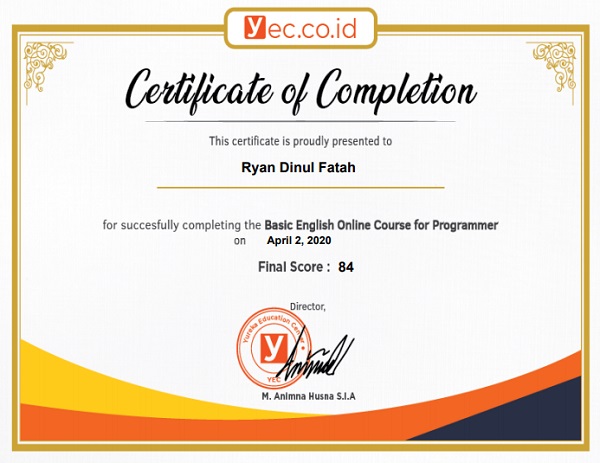 Yec.co.id
Certificate of Completion
This certificate is proudly presented to
Ryan Dinul Fatah
for succesfully completing the Basic English Online Course for Programmer
on April 2, 2020
Final Score : 84
Director,
Yureka Education Center
y
YEC
M. Animna Husna S.I.A